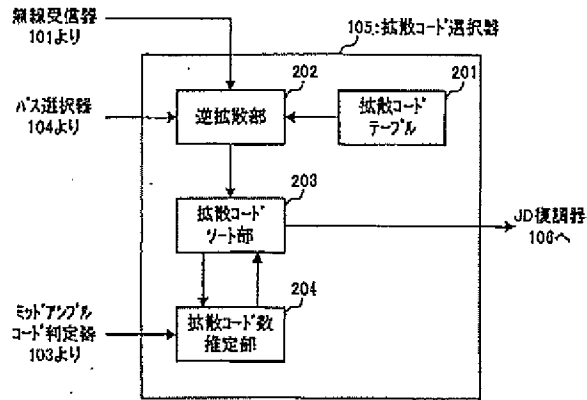 無線受信器
101より
105:拡散コード選択器
202
201
パス選択器
104より
逆拡散部
拡散コード
テーブル
203
拡散コード
ソート部
JD復調器
106へ
204
ミッドアンブル
コード判定器
103より
拡散コード数
推定部